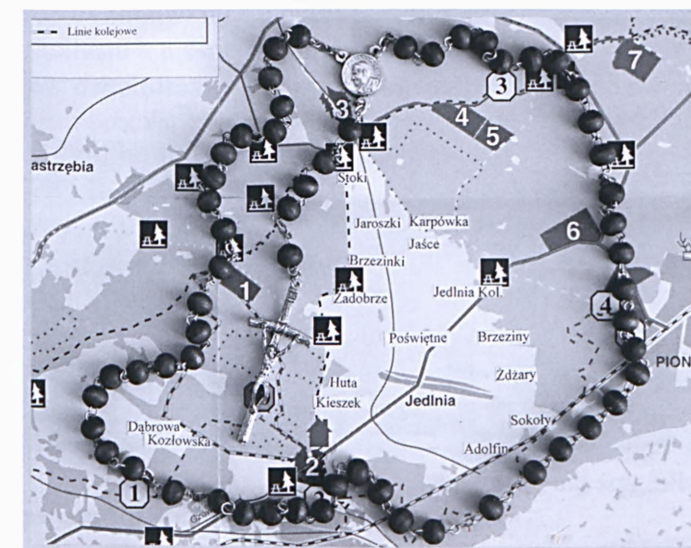 Linie kolejowe
7
3
3
4
5
astrzębia
Stoki
Jaroszki
Karpówka
Jaśce
6
Brzezinki
1
Zadobrze
Jedlnia Kol.
4
Poświętne
Brzeziny
PION
Huta
Kieszek
Żdżary
Jedlnia
Dąbrowa
Kozłowska
Sokoły
Adolfin
2
1